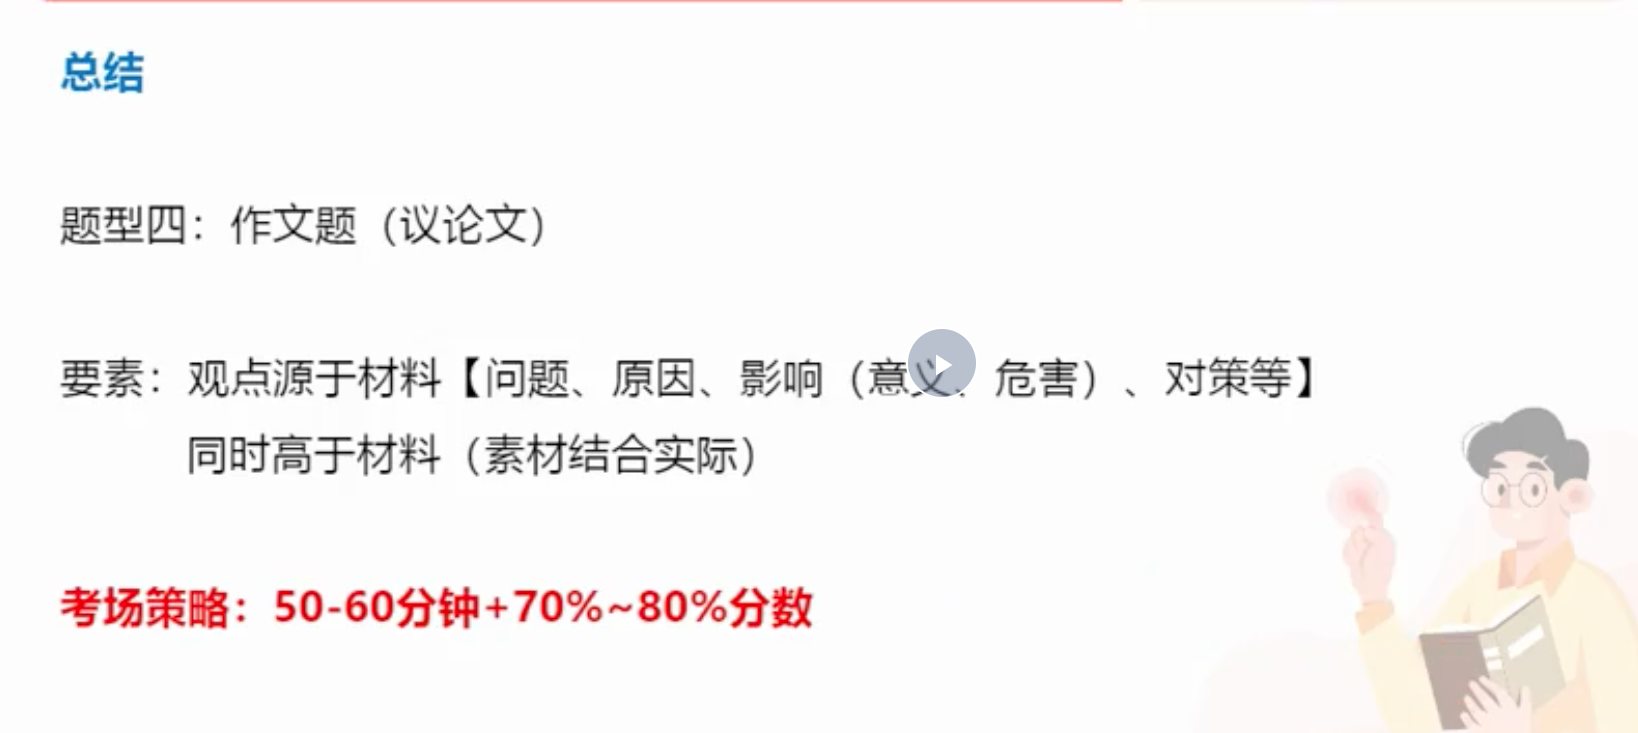 总结
题型四：作文题（议论文）
要素：观点源于材料【问题、原因、影响（意义、危害）、对策等】
同时高于材料（素材结合实际）
考场策略：50-60分钟+70%~80%分数